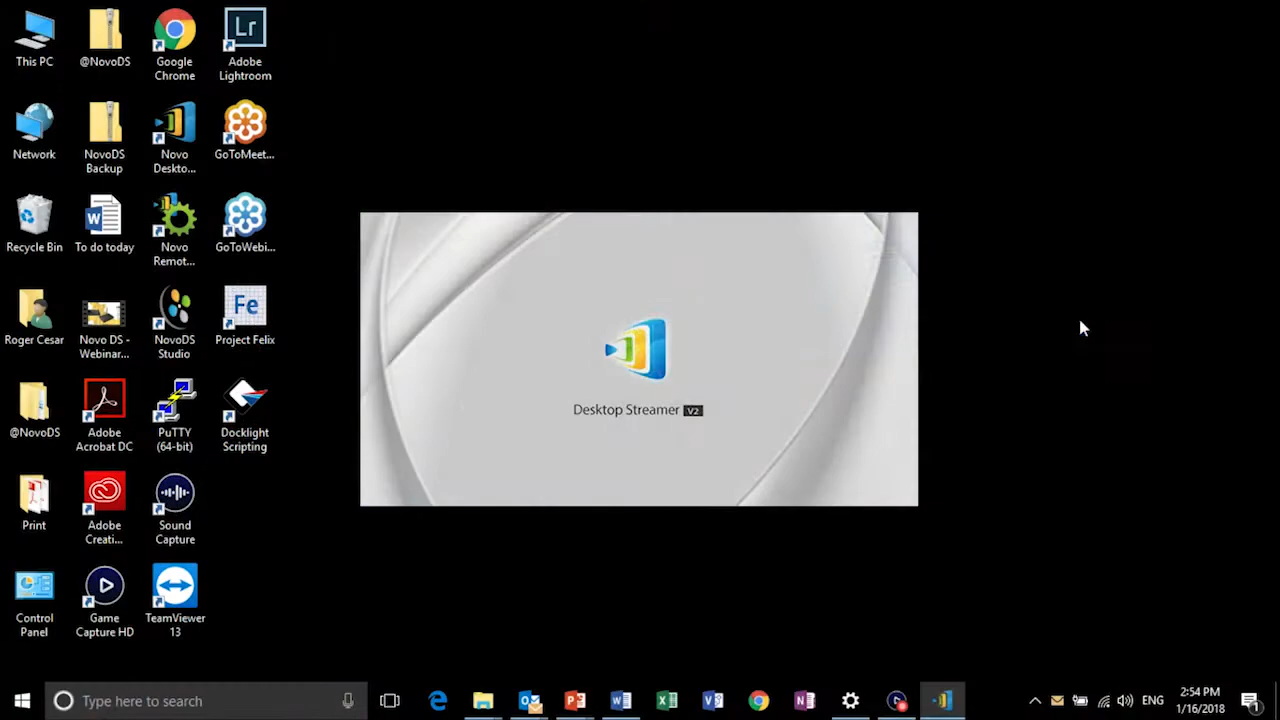 This PC
@NovoDS
Google
Chrome
Lr
Adobe
Lightroom
Network
NovoDS
Backup
Novo
Deskto...
GoToMeet...
Recycle Bin
W
To do today
Novo
Remot...
GoToWebi...
Roger Cesar
Novo DS -
Webinar...
NovoDS
Studio
Fe
Project Felix
@NovoDS
Adobe
Acrobat DC
PuTTY
(64-bit)
Docklight
Scripting
Print
Adobe
Creati...
Sound
Capture
Control
Panel
Game
Capture HD
TeamViewer
13
Desktop Streamer V2
Type here to search
ENG
2:54 PM
1/16/2018
1